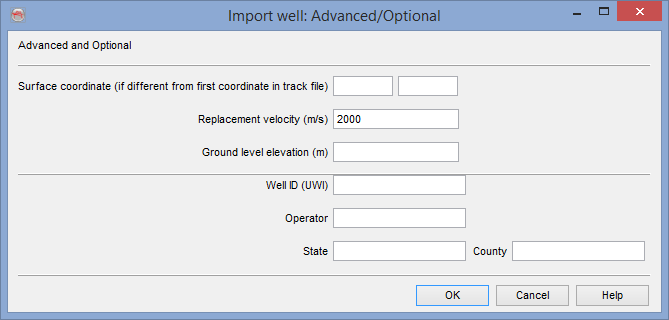 Import well: Advanced/Optional
Advanced and Optional
Surface coordinate (if different from first coordinate in track file)
Replacement velocity (m/s) 2000
Ground level elevation (m)
Well ID (UWI)
Operator
State County
OK Cancel Help